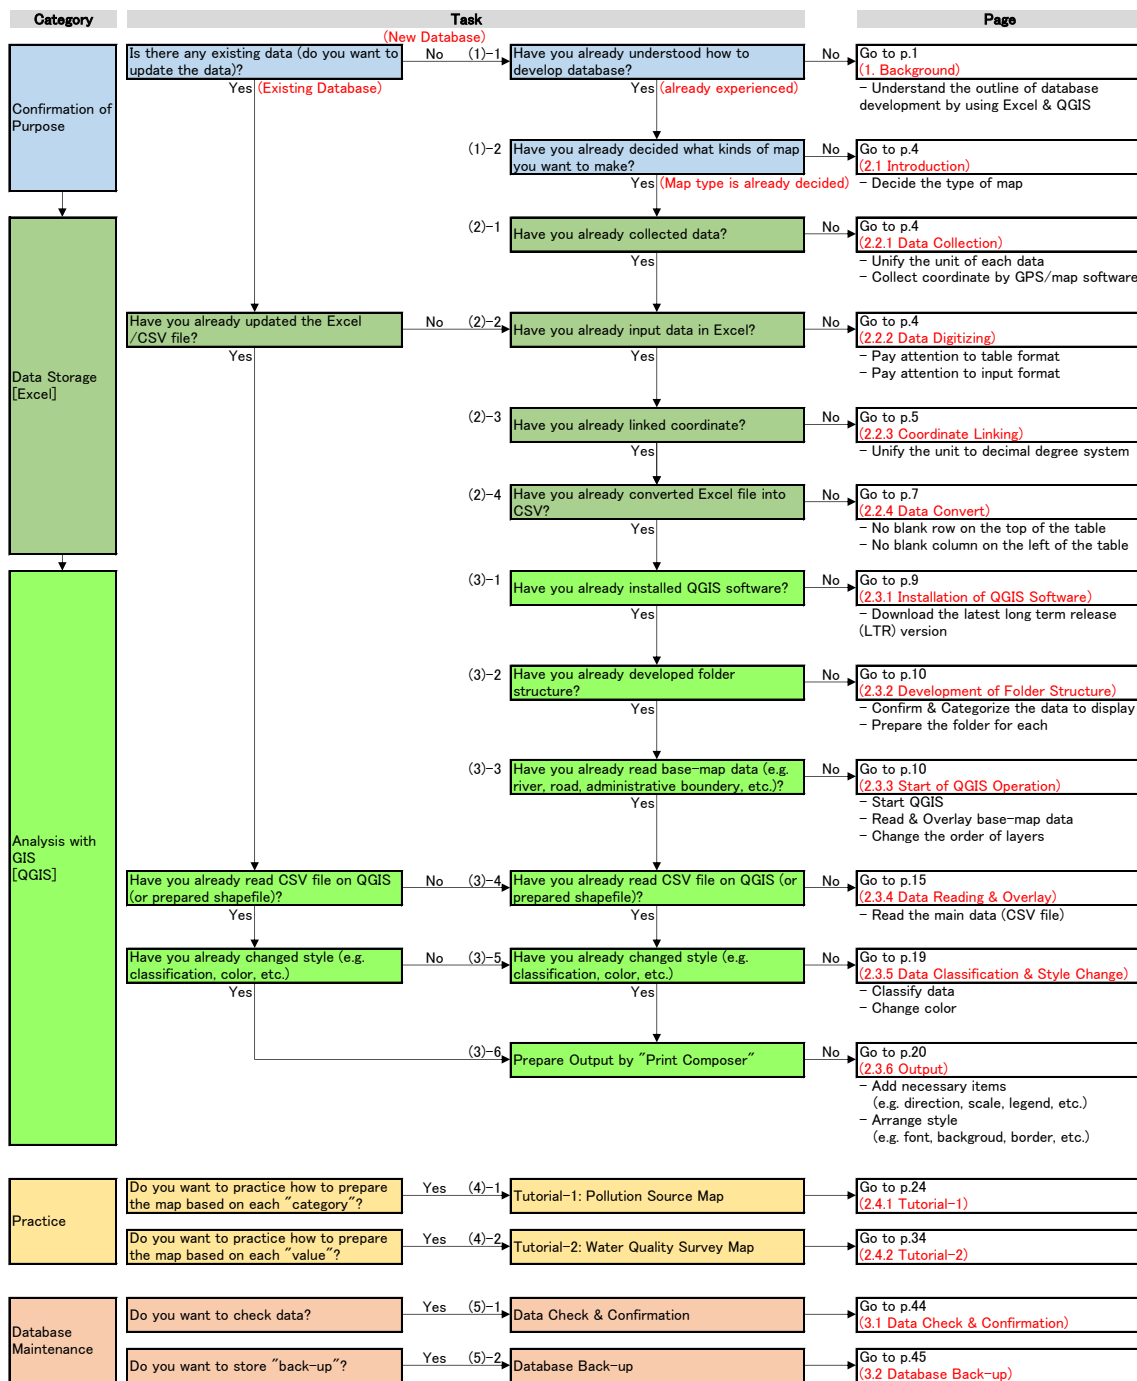 Category
Task
Page
(New Database)
Is there any existing data (do you want to
update the data)?
No
(1)-1
Have you already understood how to
develop database?
No
Go to p.1
(1. Background)
Yes
(Existing Database)
Yes
(already experienced)
- Understand the outline of database
development by using Excel & QGIS
Confirmation of
Purpose
(1)-2
Have you already decided what kinds of map
you want to make?
No
Go to p.4
(2.1 Introduction)
Yes
(Map type is already decided)
- Decide the type of map
(2)-1
Have you already collected data?
No
Go to p.4
(2.2.1 Data Collection)
Yes
- Unify the unit of each data
- Collect coordinate by GPS/map software
Have you already updated the Excel
/CSV file?
No
(2)-2
Have you already input data in Excel?
No
Go to p.4
(2.2.2 Data Digitizing)
Yes
Yes
- Pay attention to table format
- Pay attention to input format
Data Storage
[Excel]
(2)-3
Have you already linked coordinate?
No
Go to p.5
(2.2.3 Coordinate Linking)
Yes
- Unify the unit to decimal degree system
(2)-4
Have you already converted Excel file into
CSV?
No
Go to p.7
(2.2.4 Data Convert)
Yes
- No blank row on the top of the table
- No blank column on the left of the table
(3)-1
Have you already installed QGIS software?
No
Go to p.9
(2.3.1 Installation of QGIS Software)
Yes
- Download the latest long term release
(LTR) version
(3)-2
Have you already developed folder
structure?
No
Go to p.10
(2.3.2 Development of Folder Structure)
Yes
- Confirm & Categorize the data to display
- Prepare the folder for each
(3)-3
Have you already read base-map data (e.g.
river, road, administrative boundery, etc.)?
No
Go to p.10
(2.3.3 Start of QGIS Operation)
Yes
- Start QGIS
- Read & Overlay base-map data
- Change the order of layers
Analysis with
GIS
[QGIS]
Have you already read CSV file on QGIS
(or prepared shapefile)?
No
(3)-4
Have you already read CSV file on QGIS (or
prepared shapefile)?
No
Go to p.15
(2.3.4 Data Reading & Overlay)
Yes
Yes
- Read the main data (CSV file)
Have you already changed style (e.g.
classification, color, etc.)
No
(3)-5
Have you already changed style (e.g.
classification, color, etc.)
No
Go to p.19
(2.3.5 Data Classification & Style Change)
Yes
Yes
- Classify data
- Change color
(3)-6
Prepare Output by "Print Composer"
No
Go to p.20
(2.3.6 Output)
- Add necessary items
(e.g. direction, scale, legend, etc.)
- Arrange style
(e.g. font, backgroud, border, etc.)
Practice
Do you want to practice how to prepare
the map based on each "category"?
Yes
(4)-1
Tutorial-1: Pollution Source Map
Go to p.24
(2.4.1 Tutorial-1)
Do you want to practice how to prepare
the map based on each "value"?
Yes
(4)-2
Tutorial-2: Water Quality Survey Map
Go to p.34
(2.4.2 Tutorial-2)
Database
Maintenance
Do you want to check data?
Yes
(5)-1
Data Check & Confirmation
Go to p.44
(3.1 Data Check & Confirmation)
Do you want to store "back-up"?
Yes
(5)-2
Database Back-up
Go to p.45
(3.2 Database Back-up)